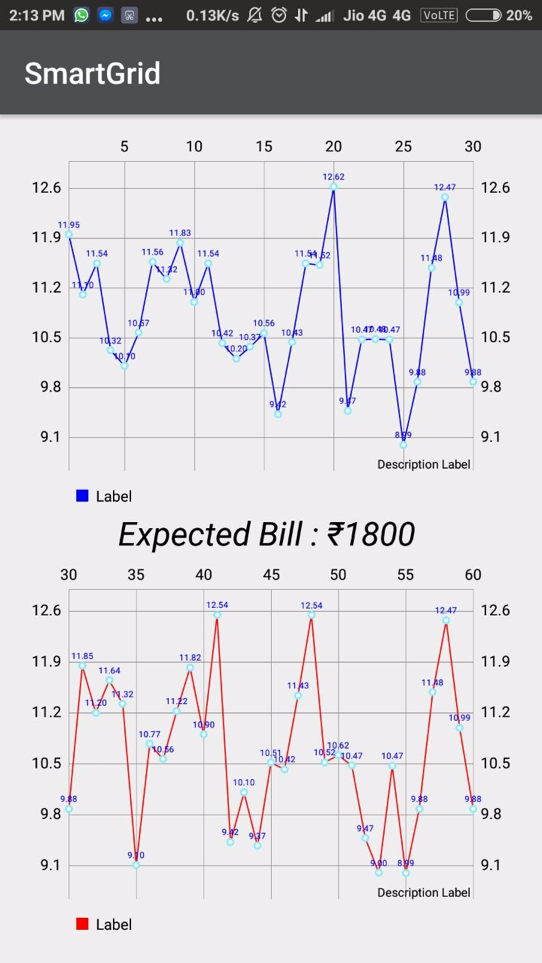 2:13 PM ... 0.13K/s Jio 4G 4G VoLTE 20%
SmartGrid
5 10 15 20 25 30
12.6 12.6
11.9 11.9
11.2 11.2
10.5 10.5
9.8 9.8
9.1 9.1
11.95 11.10 11.54 10.32 10.10 10.57 11.56 11.32 11.83 11.00 11.54 10.42 10.20 10.37 10.56 9.42 10.43 11.54 11.52 12.62 9.47 10.47 10.48 10.47 8.99 9.88 11.48 12.47 10.99 9.88
Description Label
Label
Expected Bill : ₹1800
30 35 40 45 50 55 60
12.6 12.6
11.9 11.9
11.2 11.2
10.5 10.5
9.8 9.8
9.1 9.1
9.88 11.85 11.20 11.64 11.32 9.10 10.77 10.56 11.22 11.82 10.90 12.54 9.42 10.10 9.37 10.51 10.42 11.43 12.54 10.52 10.62 10.47 9.47 9.00 10.47 8.99 9.88 11.48 12.47 10.99 9.88
Description Label
Label